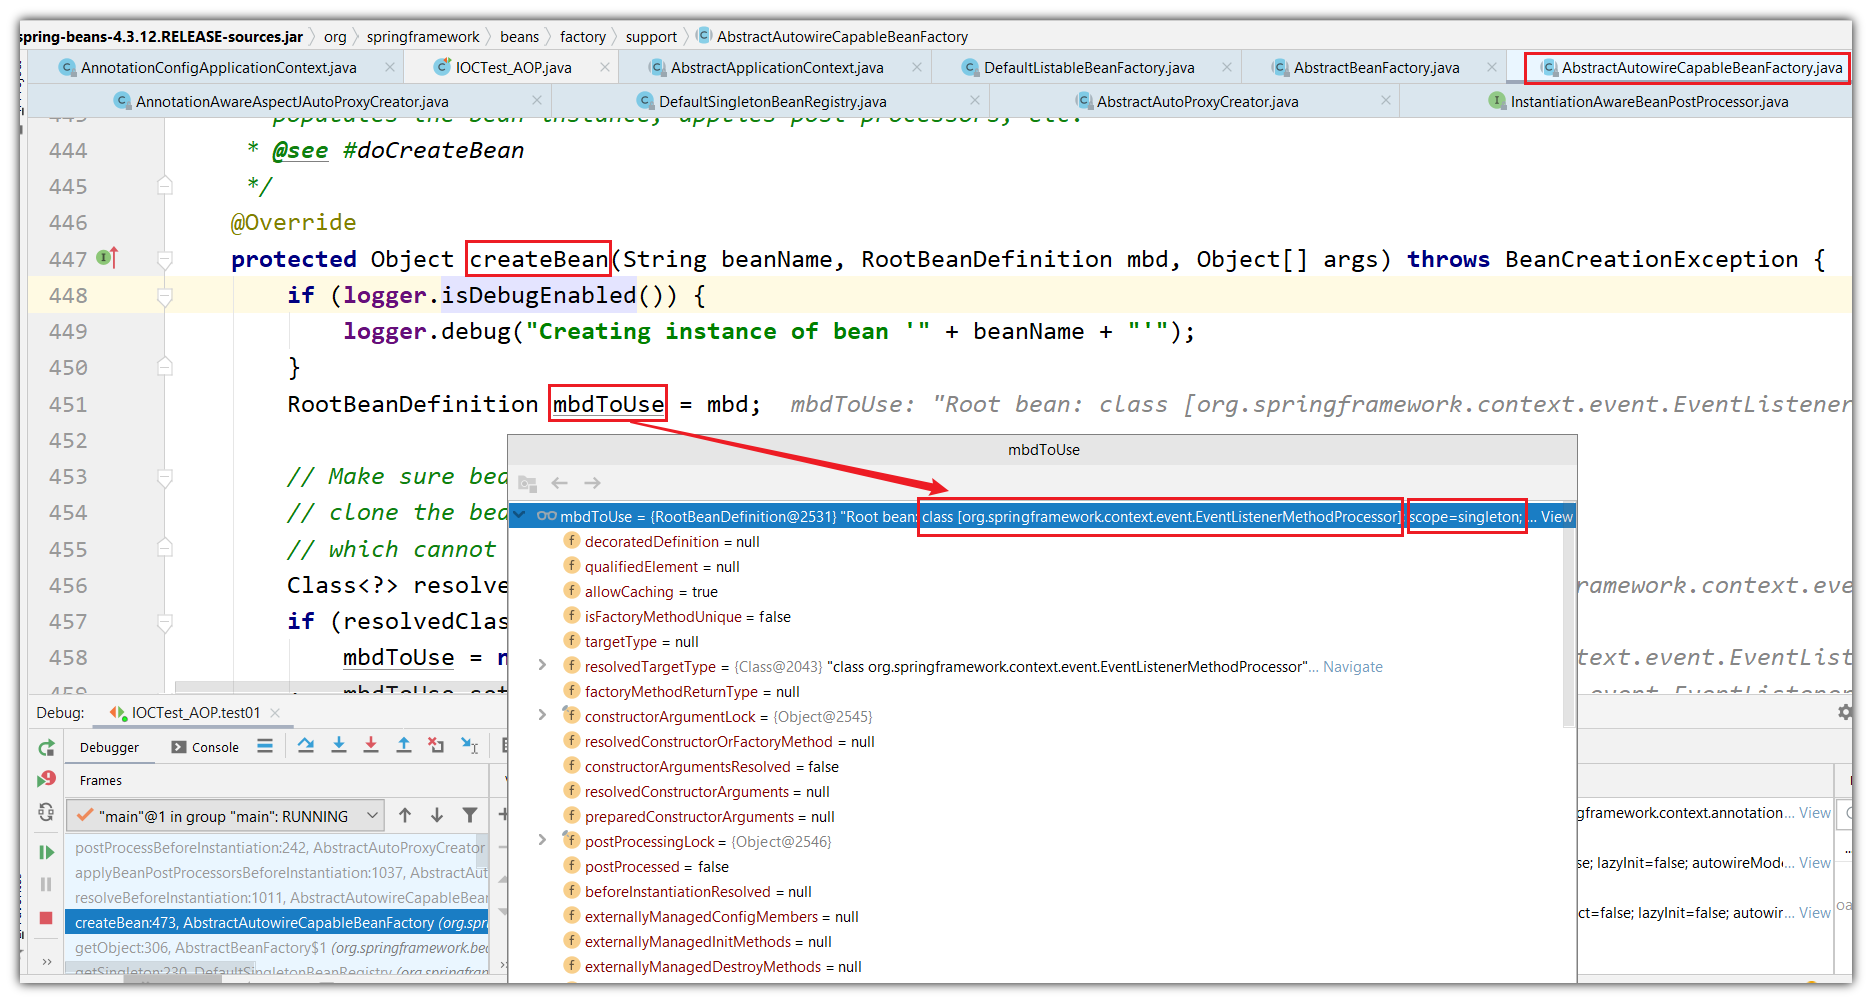 spring-beans-4.3.12.RELEASE-sources.jar org springframework beans factory support AbstractAutowireCapableBeanFactory
AnnotationConfigApplicationContext.java IOCTest_AOP.java AbstractApplicationContext.java DefaultListableBeanFactory.java AbstractBeanFactory.java AbstractAutowireCapableBeanFactory.java
AnnotationAwareAspectJAutoProxyCreator.java DefaultSingletonBeanRegistry.java AbstractAutoProxyCreator.java InstantiationAwareBeanPostProcessor.java
populates the bean instance, applies post-processors, etc.
444 * @see #doCreateBean
445 */
446 @Override
447 protected Object createBean(String beanName, RootBeanDefinition mbd, Object[] args) throws BeanCreationException {
448 if (logger.isDebugEnabled()) {
449 logger.debug("Creating instance of bean '" + beanName + "'");
450 }
451 RootBeanDefinition mbdToUse = mbd; mbdToUse: "Root bean: class [org.springframework.context.event.EventListener
452
mbdToUse
453 // Make sure bea
454 // clone the bea
455 // which cannot
456 Class<?> resolve ramework.context.eve
457 if (resolvedClas
458 mbdToUse = n text.event.EventLis
459 mbdToUse.set event.EventListener
mbdToUse = {RootBeanDefinition@2531} "Root bean: class [org.springframework.context.event.EventListenerMethodProcessor]; scope=singleton; ... View
decoratedDefinition = null
qualifiedElement = null
allowCaching = true
isFactoryMethodUnique = false
targetType = null
resolvedTargetType = {Class@2043} "class org.springframework.context.event.EventListenerMethodProcessor"... Navigate
factoryMethodReturnType = null
constructorArgumentLock = {Object@2545}
resolvedConstructorOrFactoryMethod = null
constructorArgumentsResolved = false
resolvedConstructorArguments = null
preparedConstructorArguments = null
postProcessingLock = {Object@2546}
postProcessed = false
beforeInstantiationResolved = null
externallyManagedConfigMembers = null
externallyManagedInitMethods = null
externallyManagedDestroyMethods = null
Debug: IOCTest_AOP.test01
Debugger Console
Frames
"main"@1 in group "main": RUNNING
postProcessBeforeInstantiation:242, AbstractAutoProxyCreator
applyBeanPostProcessorsBeforeInstantiation:1037, AbstractAut
resolveBeforeInstantiation:1011, AbstractAutowireCapableBean
createBean:473, AbstractAutowireCapableBeanFactory (org.spr
getObject:306, AbstractBeanFactory$1 (org.springframework.be
getSingleton:230, DefaultSingletonBeanRegistry (org.springfram
gframework.context.annotation... View
se; lazyInit=false; autowireMod... View
ct=false; lazyInit=false; autowir... View